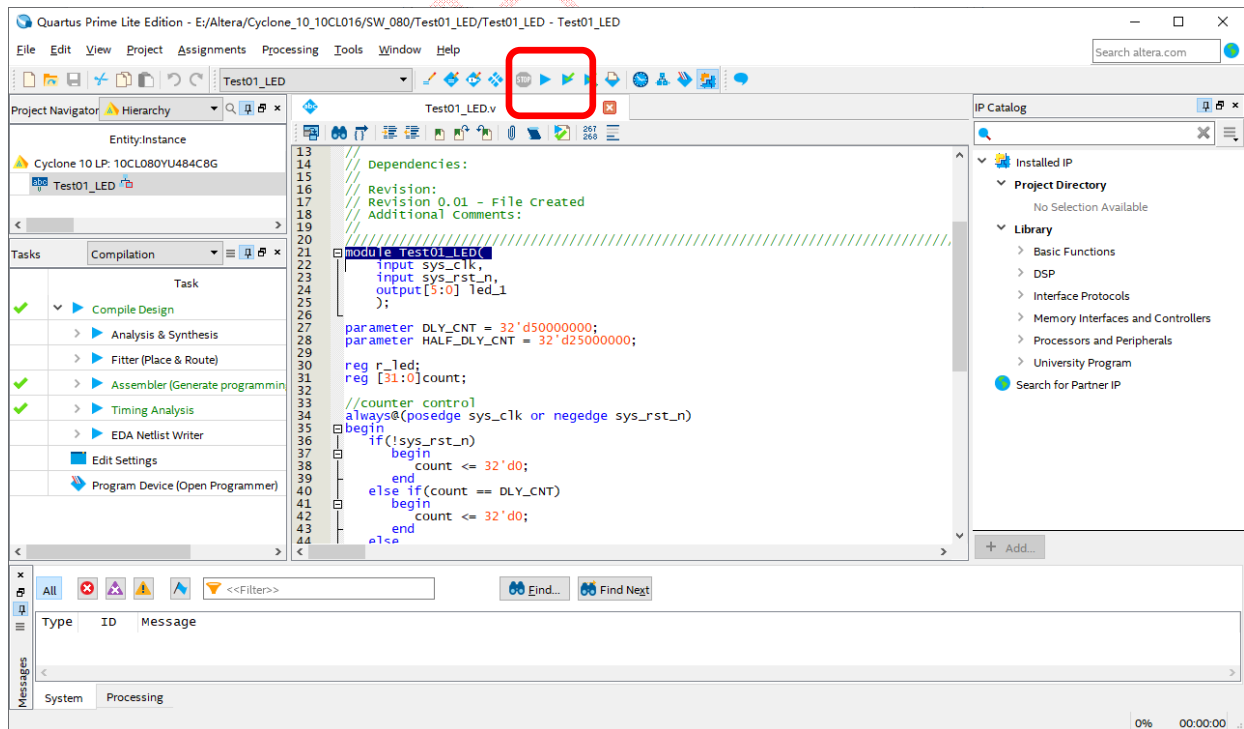 Quartus Prime Lite Edition - E:/Altera/Cyclone_10_10CL016/SW_080/Test01_LED/Test01_LED - Test01_LED
File Edit View Project Assignments Processing Tools Window Help
Search altera.com
Test01_LED
STOP
Project Navigator Hierarchy
Entity:Instance
Cyclone 10 LP: 10CL080YU484C8G
abc Test01_LED
Tasks Compilation
Task
Compile Design
Analysis & Synthesis
Fitter (Place & Route)
Assembler (Generate programmin
Timing Analysis
EDA Netlist Writer
Edit Settings
Program Device (Open Programmer)
abc Test01_LED.v
267
268
13 //
14 // Dependencies:
15 //
16 // Revision:
17 // Revision 0.01 - File Created
18 // Additional Comments:
19 //
20 //////////////////////////////////////////////////////////////////////////////////
21 module Test01_LED(
22 input sys_clk,
23 input sys_rst_n,
24 output[5:0] led_1
25 );
26
27 parameter DLY_CNT = 32'd50000000;
28 parameter HALF_DLY_CNT = 32'd25000000;
29
30 reg r_led;
31 reg [31:0]count;
32
33 //counter control
34 always@(posedge sys_clk or negedge sys_rst_n)
35 begin
36 if(!sys_rst_n)
37 begin
38 count <= 32'd0;
39 end
40 else if(count == DLY_CNT)
41 begin
42 count <= 32'd0;
43 end
44 else
IP Catalog
Installed IP
Project Directory
No Selection Available
Library
Basic Functions
DSP
Interface Protocols
Memory Interfaces and Controllers
Processors and Peripherals
University Program
Search for Partner IP
+ Add...
All
<<Filter>>
Find...
Find Next
Type ID Message
Messages
System Processing
0% 00:00:00